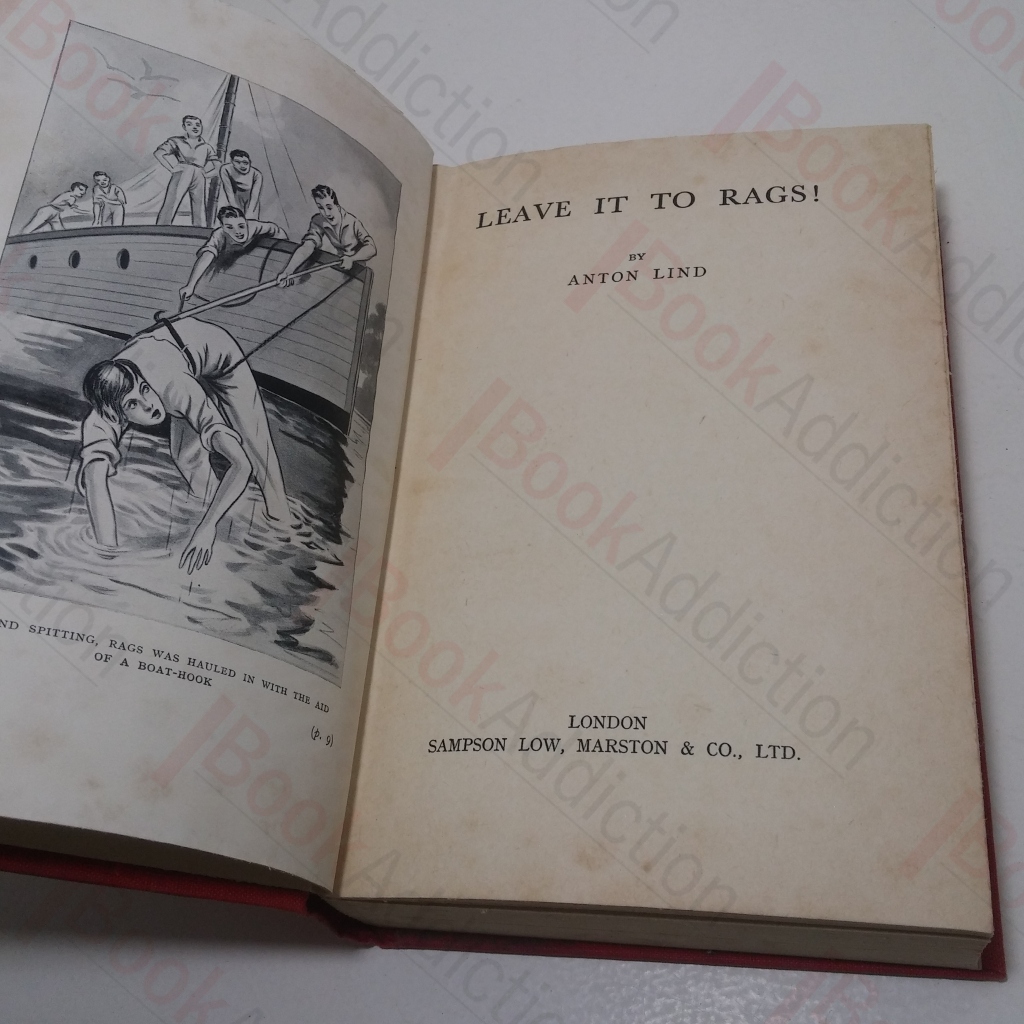 ND SPITTING, RAGS WAS HAULED IN WITH THE AID
OF A BOAT-HOOK
(p. 9)
LEAVE IT TO RAGS!
BY
ANTON LIND
LONDON
SAMPSON LOW, MARSTON & CO., LTD.
BookAddiction